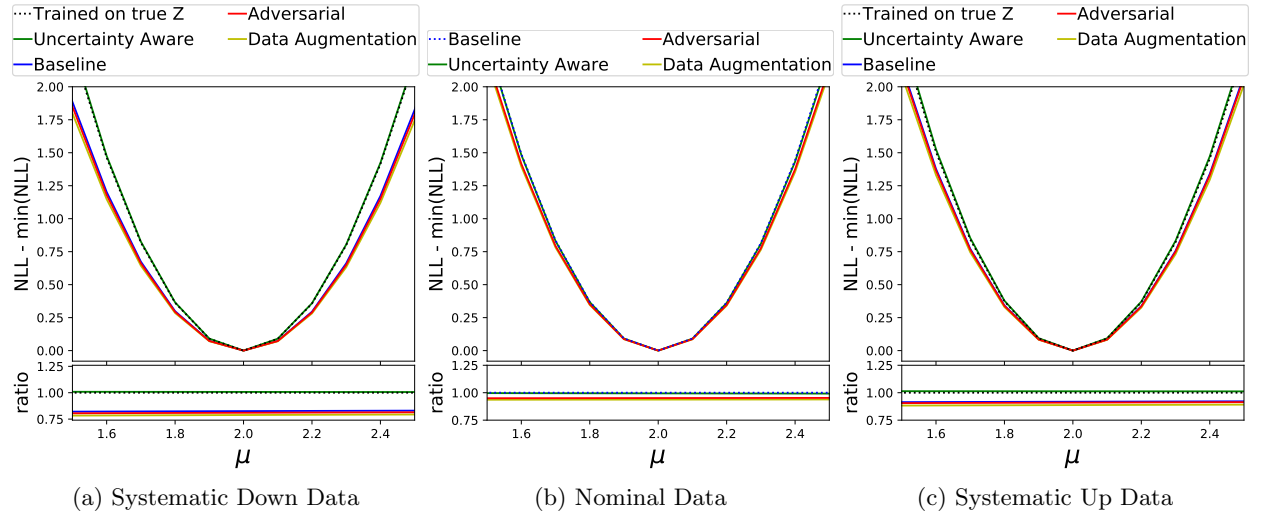 Trained on true Z Adversarial
Uncertainty Aware Data Augmentation
Baseline
2.00
1.75
1.50
1.25
1.00
0.75
0.50
0.25
0.00
NLL - min(NLL)
1.25
1.00
0.75
ratio
1.6 1.8 2.0 2.2 2.4
μ
(a) Systematic Down Data
Baseline Adversarial
Uncertainty Aware Data Augmentation
2.00
1.75
1.50
1.25
1.00
0.75
0.50
0.25
0.00
NLL - min(NLL)
1.25
1.00
0.75
ratio
1.6 1.8 2.0 2.2 2.4
μ
(b) Nominal Data
Trained on true Z Adversarial
Uncertainty Aware Data Augmentation
Baseline
2.00
1.75
1.50
1.25
1.00
0.75
0.50
0.25
0.00
NLL - min(NLL)
1.25
1.00
0.75
ratio
1.6 1.8 2.0 2.2 2.4
μ
(c) Systematic Up Data